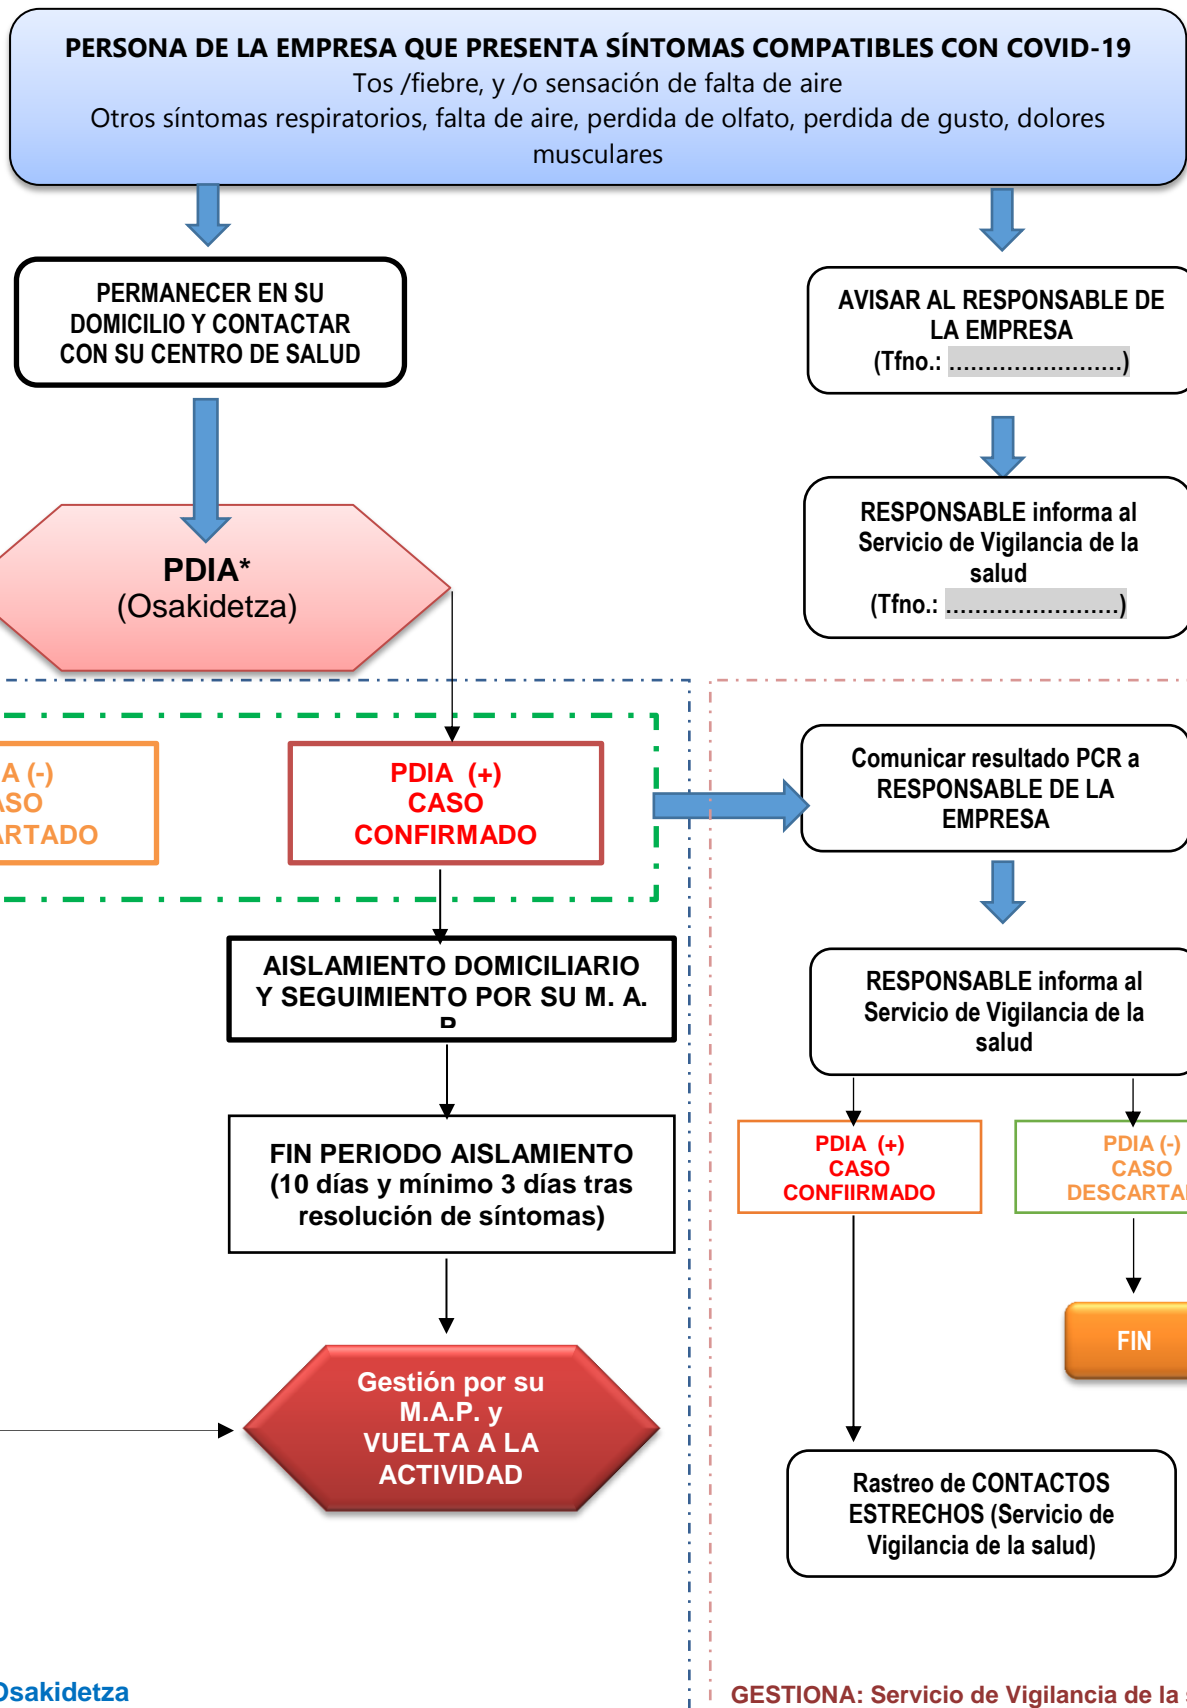 PERSONA DE LA EMPRESA QUE PRESENTA SÍNTOMAS COMPATIBLES CON COVID-19
Tos /fiebre, y /o sensación de falta de aire
Otros síntomas respiratorios, falta de aire, perdida de olfato, perdida de gusto, dolores
musculares
PERMANECER EN SU
DOMICILIO Y CONTACTAR
CON SU CENTRO DE SALUD
AVISAR AL RESPONSABLE DE
LA EMPRESA
(Tfno.: ........................)
PDIA*
(Osakidetza)
RESPONSABLE informa al
Servicio de Vigilancia de la
salud
(Tfno.: ........................)
A (-)
ASO
ARTADO
PDIA (+)
CASO
CONFIRMADO
Comunicar resultado PCR a
RESPONSABLE DE LA
EMPRESA
AISLAMIENTO DOMICILIARIO
Y SEGUIMIENTO POR SU M. A.
P
FIN PERIODO AISLAMIENTO
(10 días y mínimo 3 días tras
resolución de síntomas)
Gestión por su
M.A.P. y
VUELTA A LA
ACTIVIDAD
RESPONSABLE informa al
Servicio de Vigilancia de la
salud
PDIA (+)
CASO
CONFIIRMADO
PDIA (-)
CASO
DESCARTA
FIN
Rastreo de CONTACTOS
ESTRECHOS (Servicio de
Vigilancia de la salud)
Osakidetza
GESTIONA: Servicio de Vigilancia de la